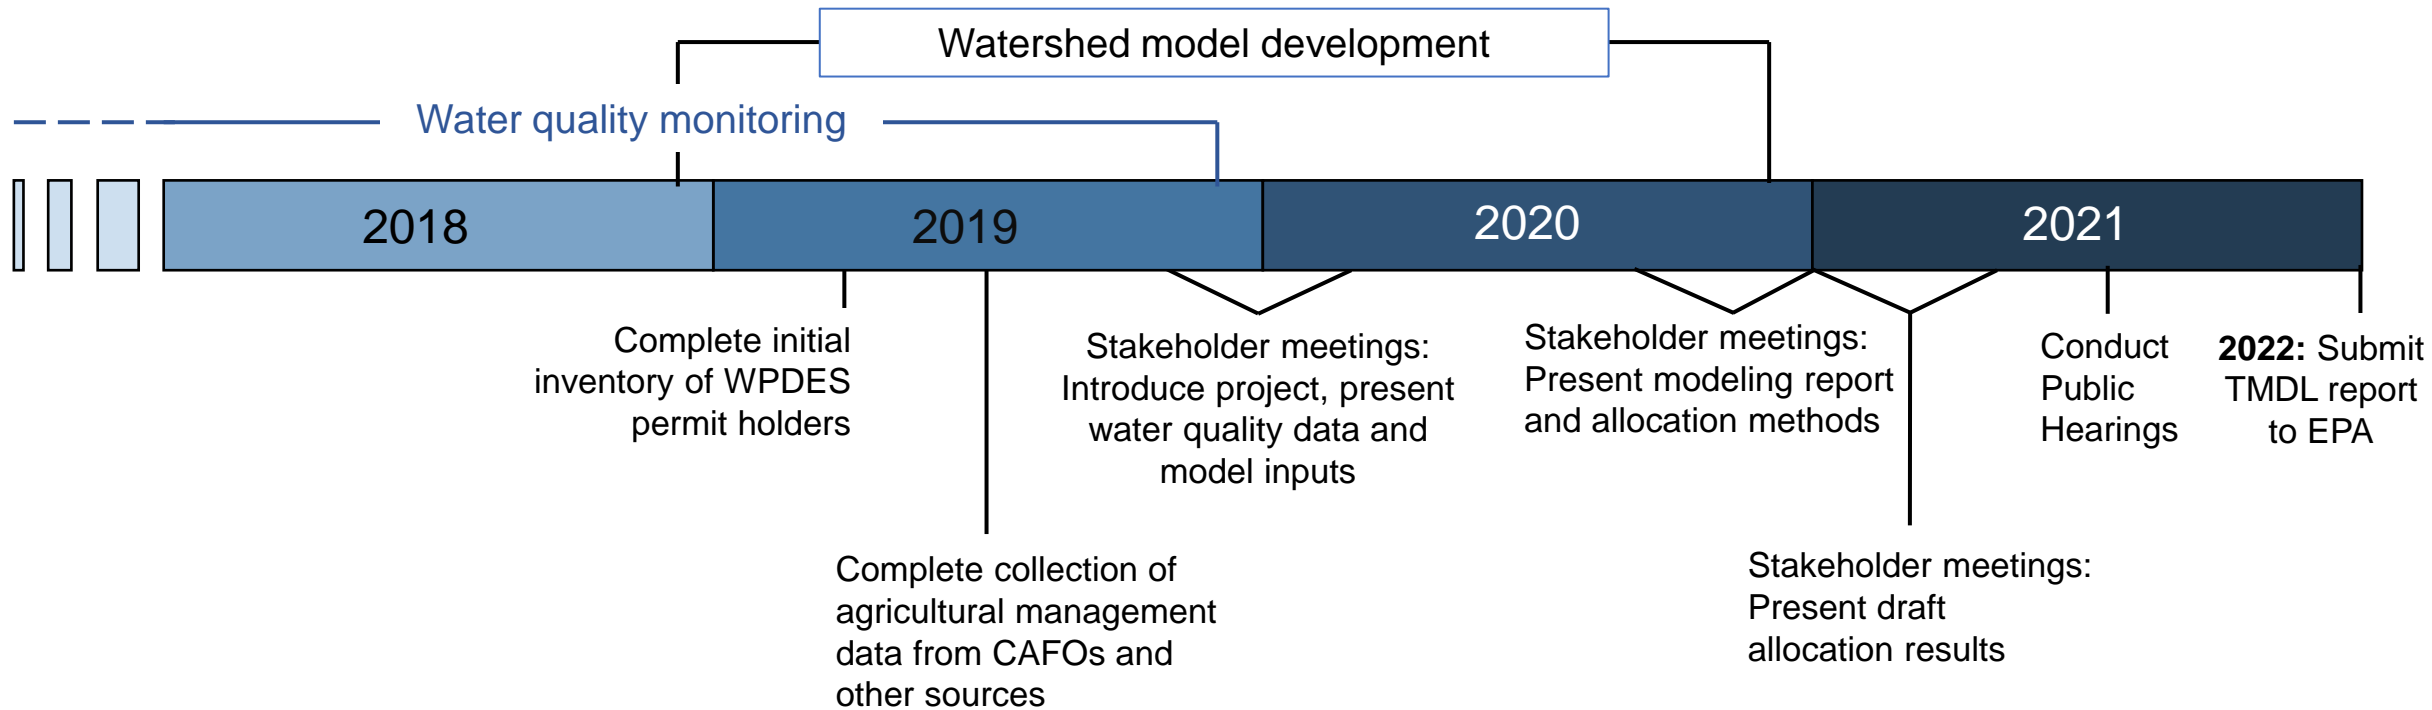 Watershed model development
Water quality monitoring
2018
2019
2020
2021
Complete initial
inventory of WPDES
permit holders
Complete collection of
agricultural management
data from CAFOs and
other sources
Stakeholder meetings:
Introduce project, present
water quality data and
model inputs
Stakeholder meetings:
Present modeling report
and allocation methods
Stakeholder meetings:
Present draft
allocation results
Conduct
Public
Hearings
2022: Submit
TMDL report
to EPA